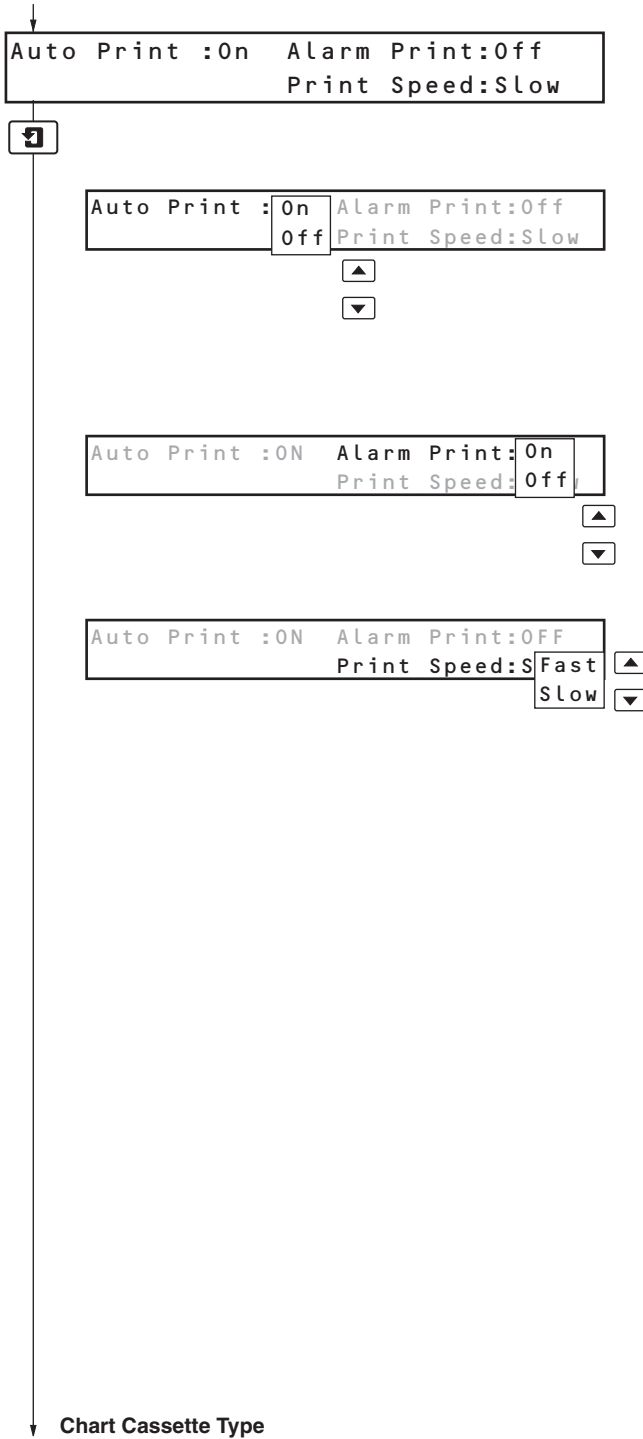 Auto Print :On Alarm Print:Off
Print Speed:Slow
Auto Print : On Alarm Print:Off
Off Print Speed:Slow
Auto Print :ON Alarm Print: On
Print Speed: Off
Auto Print :ON Alarm Print:OFF
Print Speed:S Fast
Slow
Chart Cassette Type